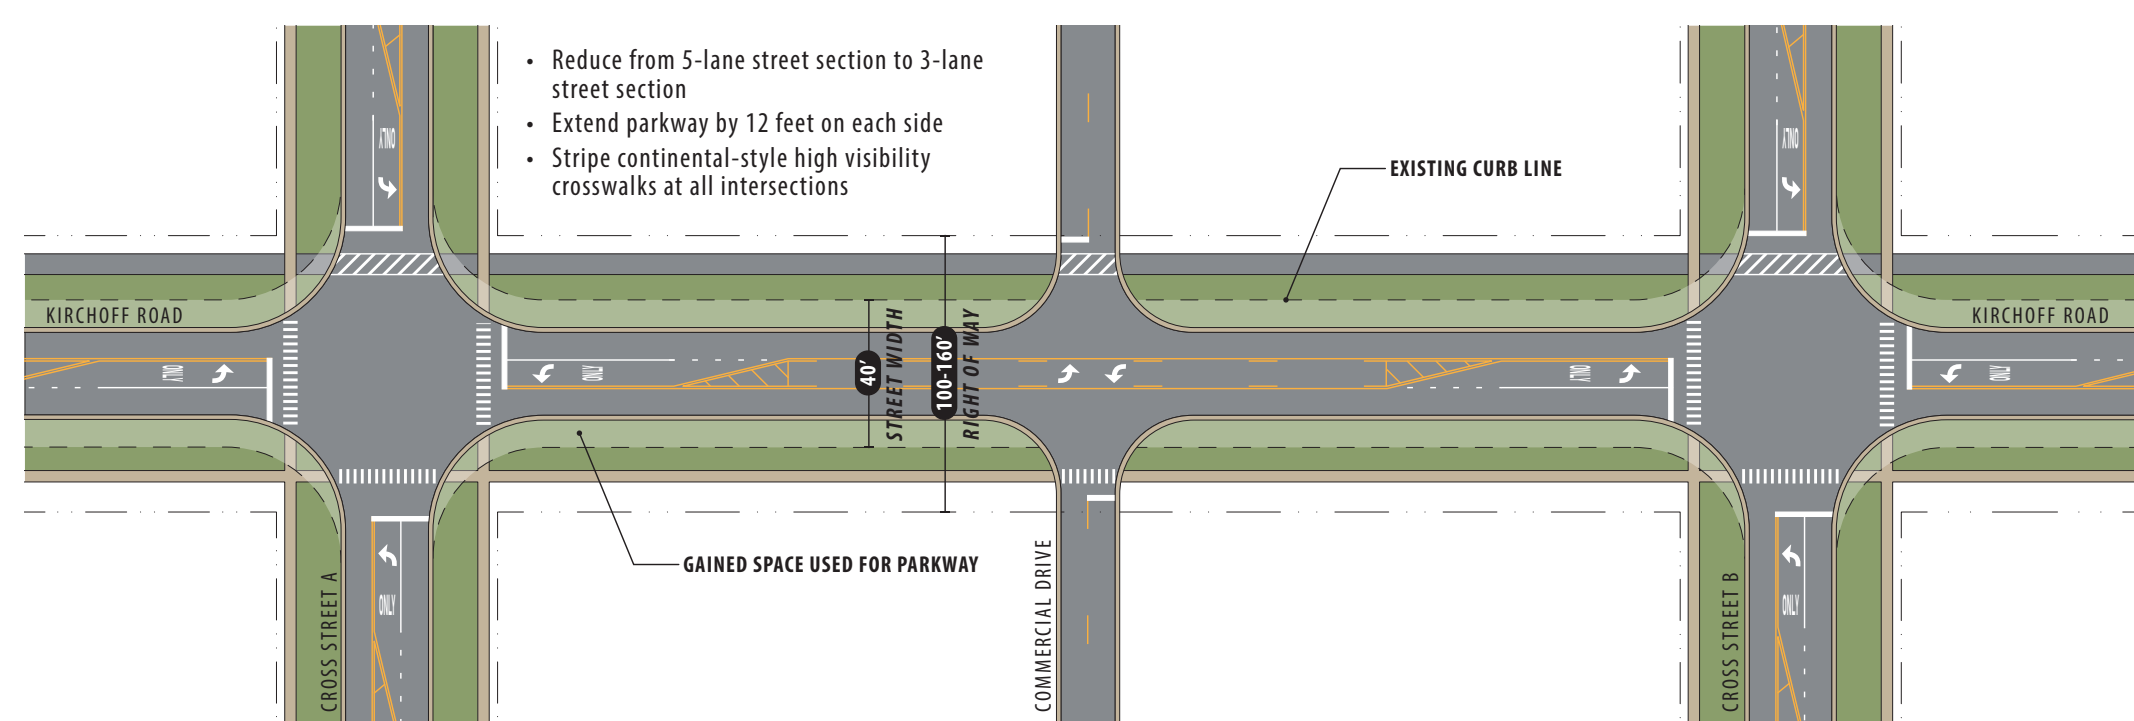 • Reduce from 5-lane street section to 3-lane
street section
• Extend parkway by 12 feet on each side
• Stripe continental-style high visibility
crosswalks at all intersections
ONLY
ONLY
EXISTING CURB LINE
KIRCHOFF ROAD
KIRCHOFF ROAD
40'
STREET WIDTH
100-160'
RIGHT OF WAY
ONLY
ONLY
ONLY
ONLY
GAINED SPACE USED FOR PARKWAY
ONLY
ONLY
CROSS STREET A
COMMERCIAL DRIVE
CROSS STREET B